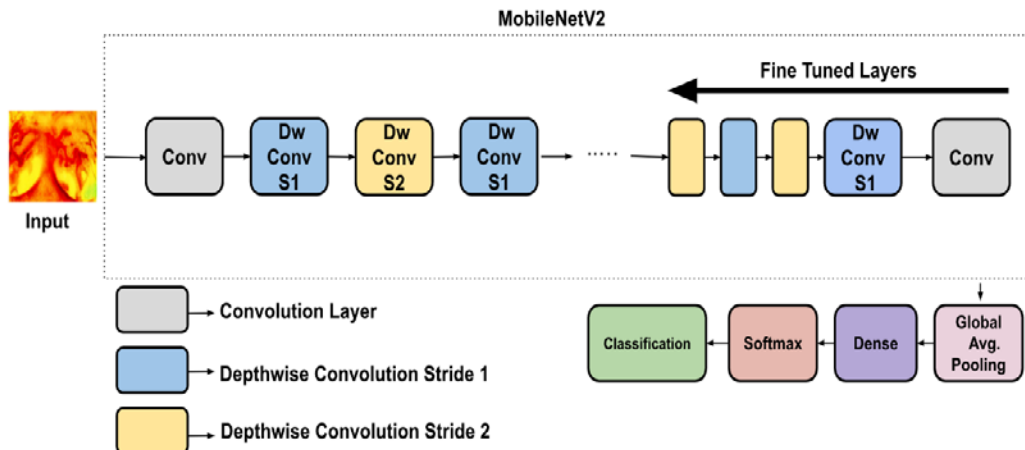 MobileNetV2
Fine Tuned Layers
Input
Conv
Dw
Conv
S1
Dw
Conv
S2
Dw
Conv
S1
.....
Dw
Conv
S1
Conv
Convolution Layer
Depthwise Convolution Stride 1
Depthwise Convolution Stride 2
Classification
Softmax
Dense
Global
Avg.
Pooling